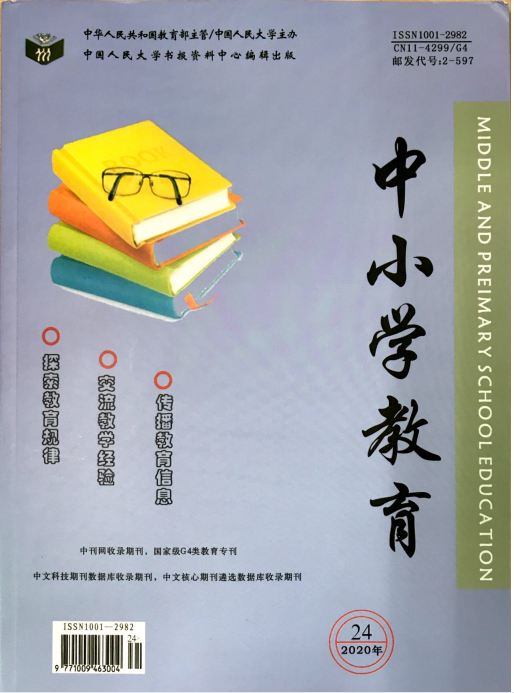 中华人民共和国教育部主管/中国人民大学主办
中国人民大学书报资料中心编辑出版
ISSN1001-2982
CN11-4299/G4
邮发代号:2-597
BOOK
中小学教育
MIDDLE AND PREIMARY SCHOOL EDUCATION
探索教育规律
交流教学经验
传播教育信息
中刊网收录期刊，国家级G4类教育专刊
中文科技期刊数据库收录期刊，中文核心期刊遴选数据库收录期刊
ISSN1001-2982
24
9 771009 463004
24
2020年